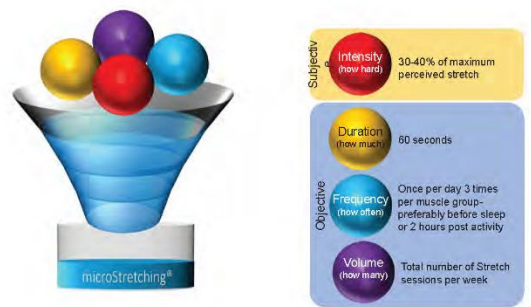 microStretching®
Subjective
Intensity
(how hard)
30-40% of maximum
perceived stretch
Objective
Duration
(how much)
60 seconds
Frequency
(how often)
Once per day 3 times
per muscle group-
preferably before sleep
or 2 hours post activity
Volume
(how many)
Total number of Stretch
sessions per week